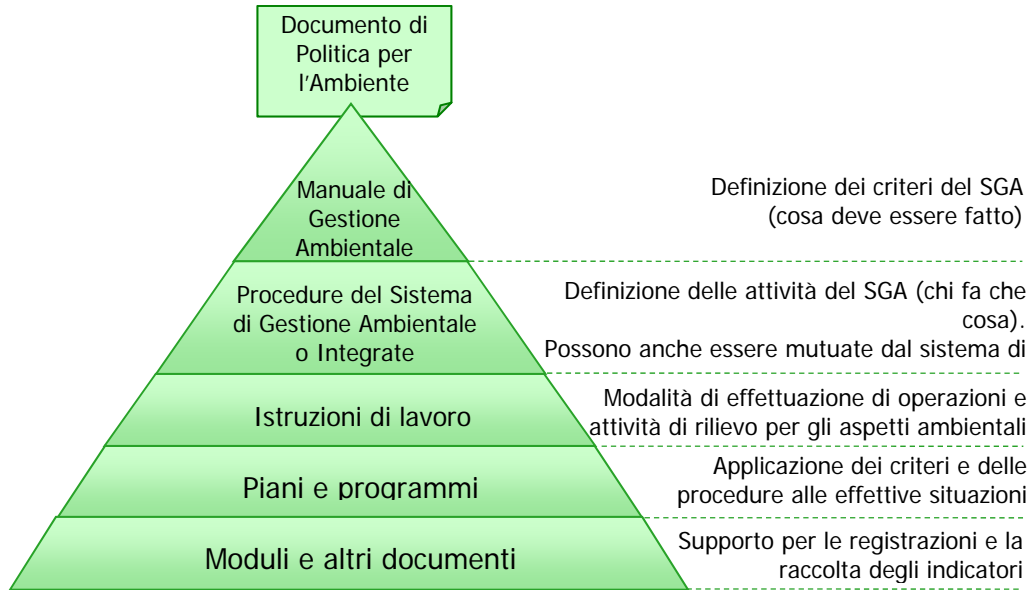 Documento di
Politica per
l'Ambiente
Manuale di
Gestione
Ambientale
Definizione dei criteri del SGA
(cosa deve essere fatto)
Procedure del Sistema
di Gestione Ambientale
o Integrate
Definizione delle attività del SGA (chi fa che
cosa).
Possono anche essere mutuate dal sistema di
Istruzioni di lavoro
Modalità di effettuazione di operazioni e
attività di rilievo per gli aspetti ambientali
Piani e programmi
Applicazione dei criteri e delle
procedure alle effettive situazioni
Moduli e altri documenti
Supporto per le registrazioni e la
raccolta degli indicatori